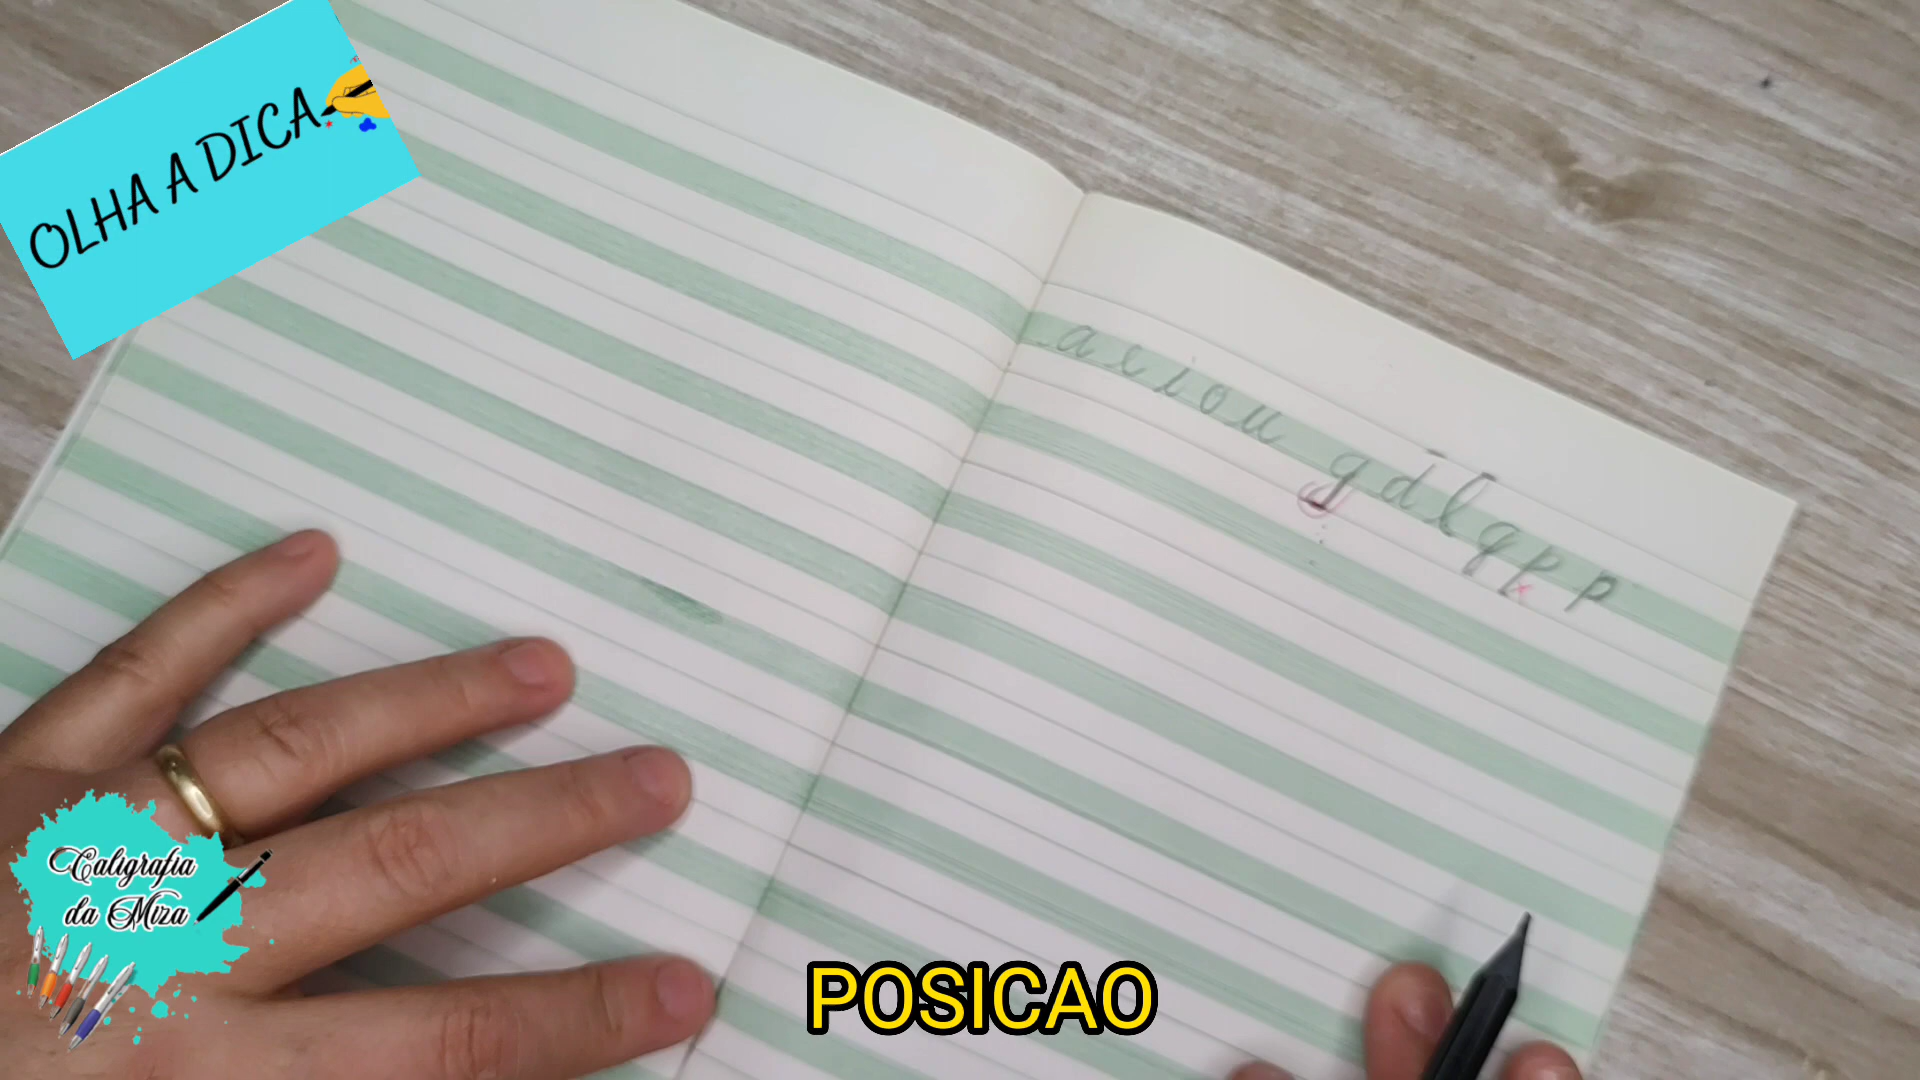 OLHA A DICA
a e i o u g d l q p p
Caligrafia
da Miza
POSICAO